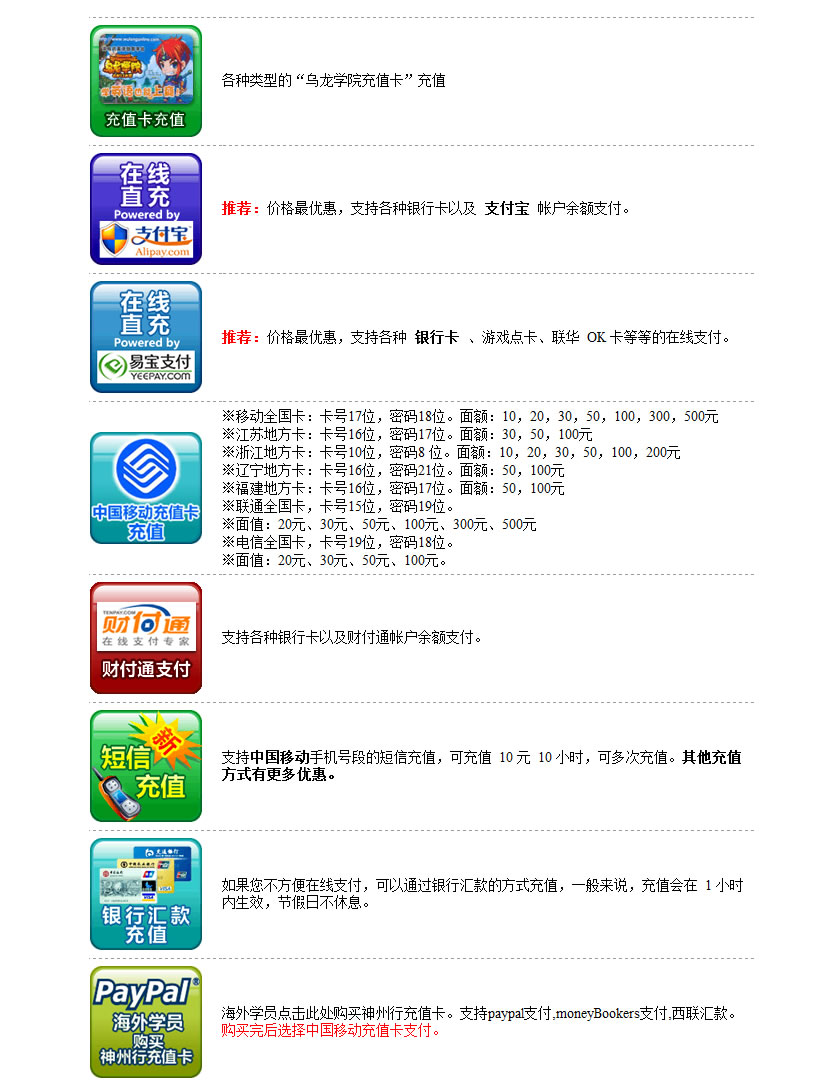 www.wulongonline.com
乌龙学院
充值卡充值
各种类型的“乌龙学院充值卡”充值
在线
直充
Powered by
支付宝
Alipay.com
推荐：价格最优惠，支持各种银行卡以及 支付宝 帐户余额支付。
在线
直充
Powered by
易宝支付
YEEPAY.COM
推荐：价格最优惠，支持各种 银行卡 、游戏点卡、联华 OK 卡等等的在线支付。
中国移动充值卡
充值
※移动全国卡：卡号17位，密码18位。面额：10，20，30，50，100，300，500元
※江苏地方卡：卡号16位，密码17位。面额：30，50，100元
※浙江地方卡：卡号10位，密码8 位。面额：10，20，30，50，100，200元
※辽宁地方卡：卡号16位，密码21位。面额：50，100元
※福建地方卡：卡号16位，密码17位。面额：50，100元
※联通全国卡，卡号15位，密码19位。
※面值：20元、30元、50元、100元、300元、500元
※电信全国卡，卡号19位，密码18位。
※面值：20元、30元、50元、100元。
TENPAY.COM
财付通
在线支付专家
财付通支付
支持各种银行卡以及财付通帐户余额支付。
新
短信
充值
支持中国移动手机号段的短信充值，可充值 10 元 10 小时，可多次充值。其他充值
方式有更多优惠。
交通银行
银行汇款
充值
如果您不方便在线支付，可以通过银行汇款的方式充值，一般来说，充值会在 1 小时
内生效，节假日不休息。
PayPal®
海外学员
购买
神州行充值卡
海外学员点击此处购买神州行充值卡。支持paypal支付,moneyBookers支付,西联汇款。
购买完后选择中国移动充值卡支付。